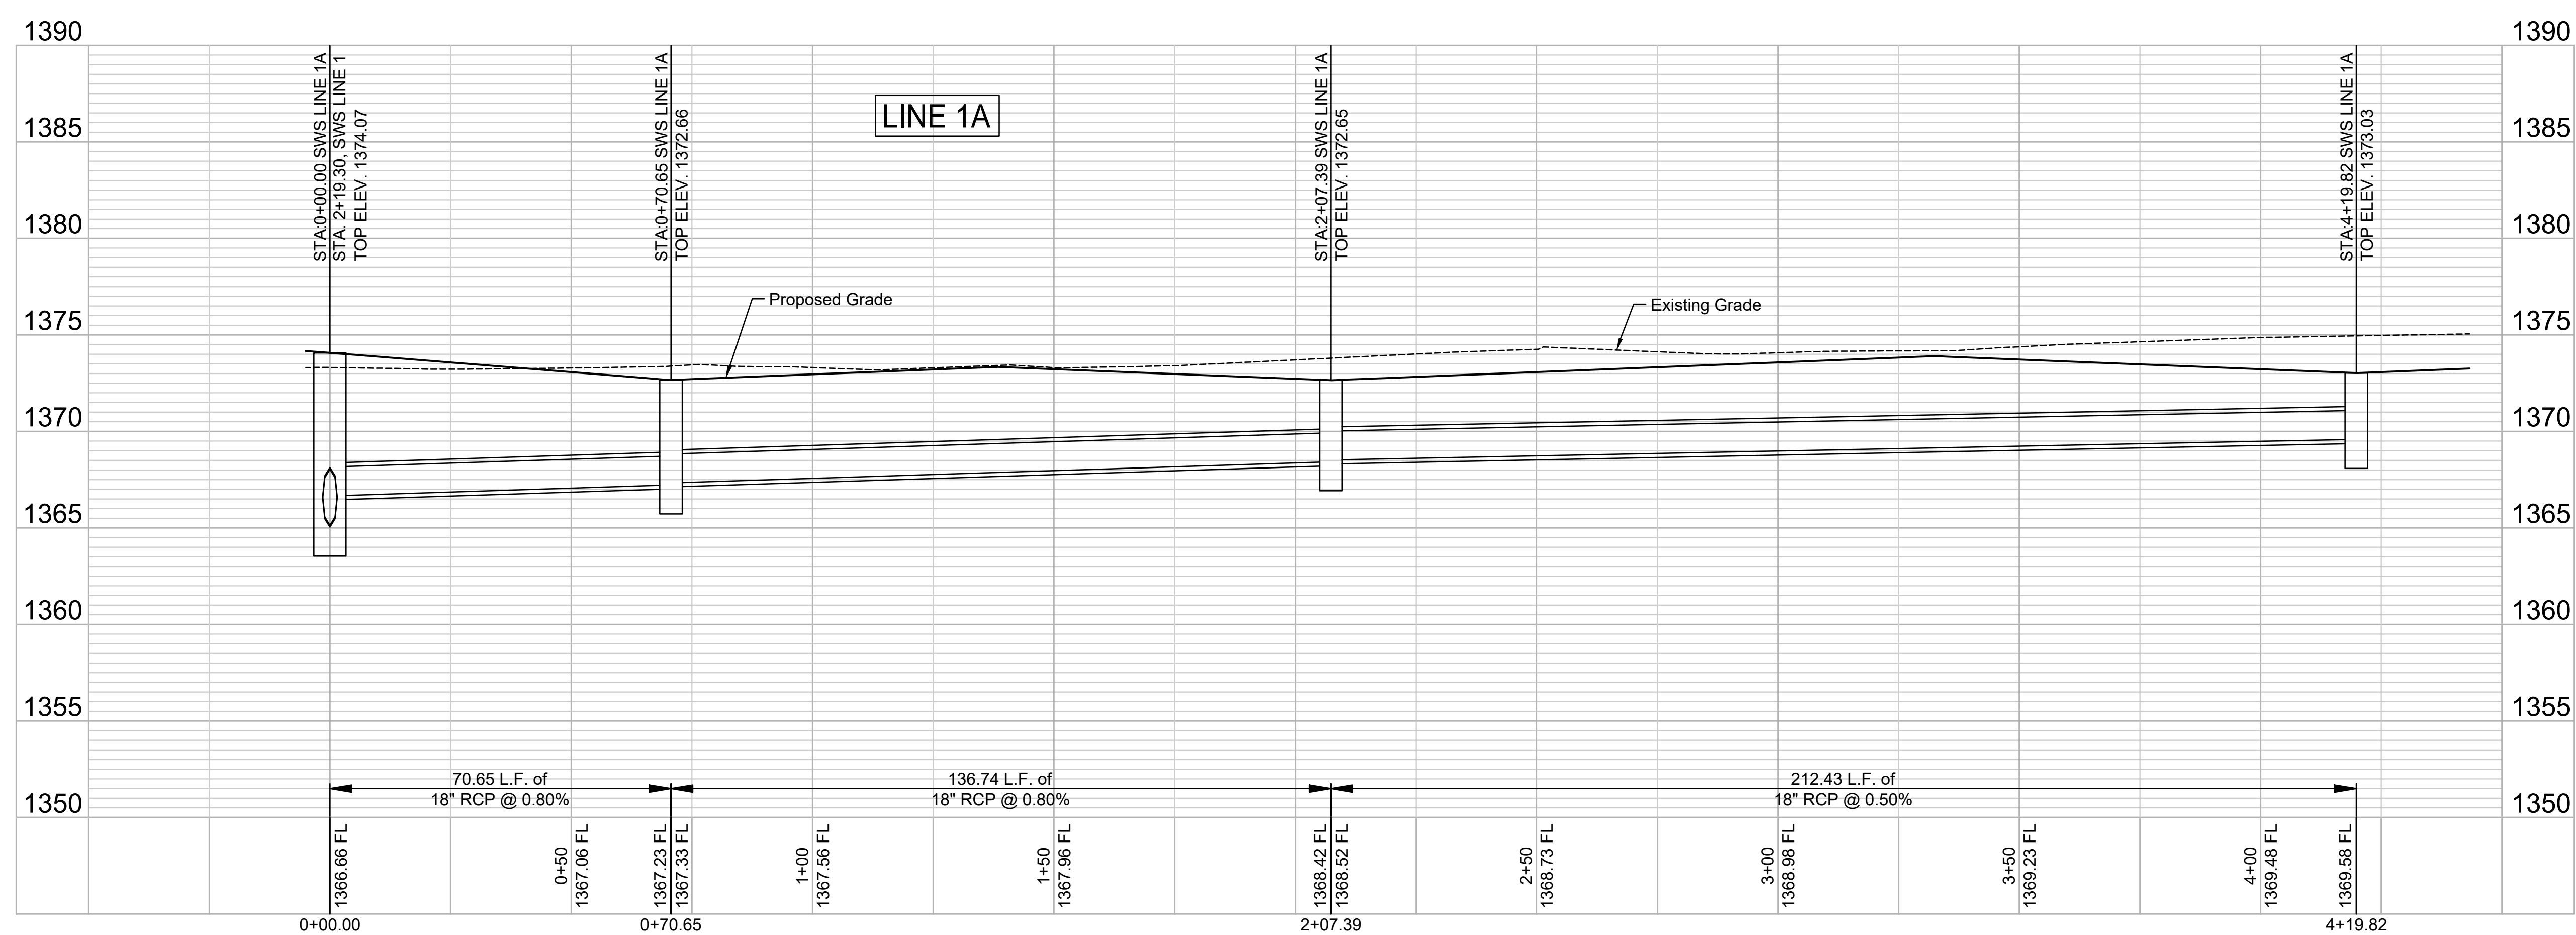 1390
1390
STA:0+00.00 SWS LINE 1A
STA. 2+19.30, SWS LINE 1
TOP ELEV. 1374.07
STA:0+70.65 SWS LINE 1A
TOP ELEV. 1372.66
LINE 1A
STA:2+07.39 SWS LINE 1A
TOP ELEV. 1372.65
STA:4+19.82 SWS LINE 1A
TOP ELEV. 1373.03
1385
1385
1380
1380
Proposed Grade
Existing Grade
1375
1375
1370
1370
1365
1365
1360
1360
1355
1355
70.65 L.F. of
18" RCP @ 0.80%
136.74 L.F. of
18" RCP @ 0.80%
212.43 L.F. of
18" RCP @ 0.50%
1350
1350
1366.66 FL
0+50
1367.06 FL
1367.23 FL
1367.33 FL
1+00
1367.56 FL
1+50
1367.96 FL
1368.42 FL
1368.52 FL
2+50
1368.73 FL
3+00
1368.98 FL
3+50
1369.23 FL
4+00
1369.48 FL
1369.58 FL
0+00.00
0+70.65
2+07.39
4+19.82